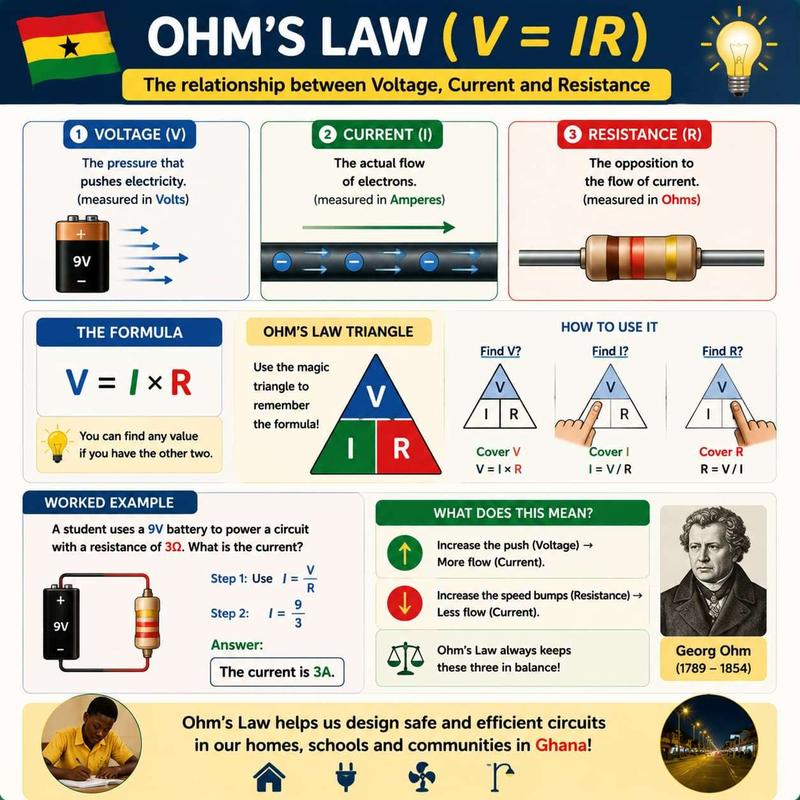 OHM'S LAW (V = IR)
The relationship between Voltage, Current and Resistance
1 VOLTAGE (V)
The pressure that
pushes electricity.
(measured in Volts)
+
9V
−
2 CURRENT (I)
The actual flow
of electrons.
(measured in Amperes)
− − −
3 RESISTANCE (R)
The opposition to
the flow of current.
(measured in Ohms)
THE FORMULA
V = I × R
You can find any value
if you have the other two.
OHM'S LAW TRIANGLE
Use the magic
triangle to
remember
the formula!
V
I R
HOW TO USE IT
Find V?
V
I R
Cover V
V = I × R
Find I?
V
R
Cover I
I = V / R
Find R?
V
I
Cover R
R = V / I
WORKED EXAMPLE
A student uses a 9V battery to power a circuit
with a resistance of 3Ω. What is the current?
+
9V
−
Step 1: Use I = V/R
Step 2: I = 9/3
Answer:
The current is 3A.
WHAT DOES THIS MEAN?
Increase the push (Voltage) →
More flow (Current).
Increase the speed bumps (Resistance) →
Less flow (Current).
Ohm's Law always keeps
these three in balance!
Georg Ohm
(1789 – 1854)
Ohm's Law helps us design safe and efficient circuits
in our homes, schools and communities in Ghana!